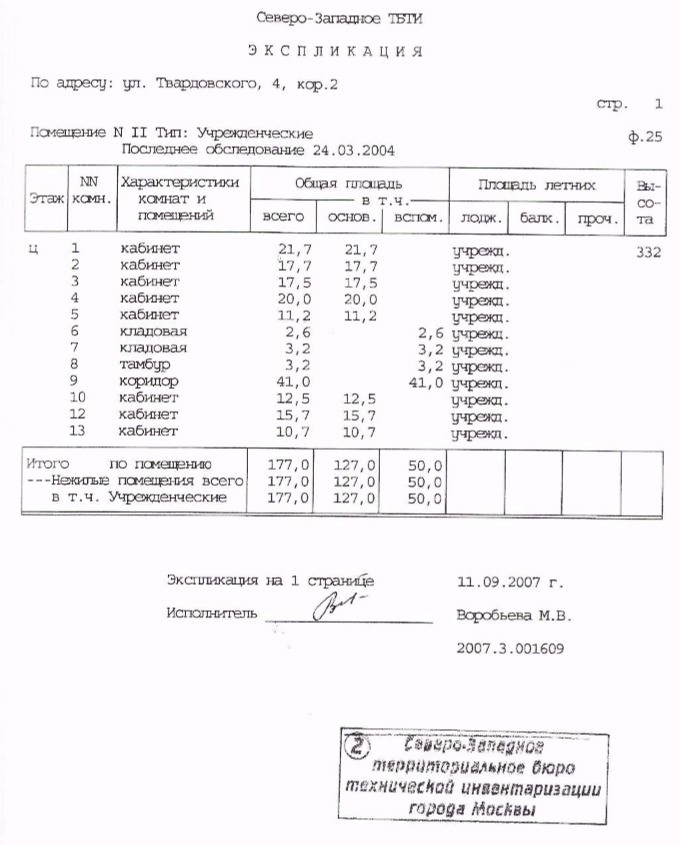 Северо-Западное ТБТИ
Э К С П Л И К А Ц И Я
По адресу: ул. Твардовского, 4, кор.2
стр. 1
Помещение N II Тип: Учрежденческие ф.25
Последнее обследование 24.03.2004
Этаж NN комн. Характеристики комнат и помещений Общая площадь всего в т.ч. основ. вспом. Площадь летних лодж. балк. проч. Вы-со-та
Ц 1 кабинет 21,7 21,7 учрежд. 332
2 кабинет 17,7 17,7 учрежд.
3 кабинет 17,5 17,5 учрежд.
4 кабинет 20,0 20,0 учрежд.
5 кабинет 11,2 11,2 учрежд.
6 кладовая 2,6 2,6 учрежд.
7 кладовая 3,2 3,2 учрежд.
8 тамбур 3,2 3,2 учрежд.
9 коридор 41,0 41,0 учрежд.
10 кабинет 12,5 12,5 учрежд.
12 кабинет 15,7 15,7 учрежд.
13 кабинет 10,7 10,7 учрежд.
Итого по помещению 177,0 127,0 50,0
---Нежилые помещения всего 177,0 127,0 50,0
в т.ч. Учрежденческие 177,0 127,0 50,0
Экспликация на 1 странице 11.09.2007 г.
Исполнитель Воробьева М.В.
2007.3.001609
2 Северо-Западное
территориальное бюро
технической инвентаризации
города Москвы